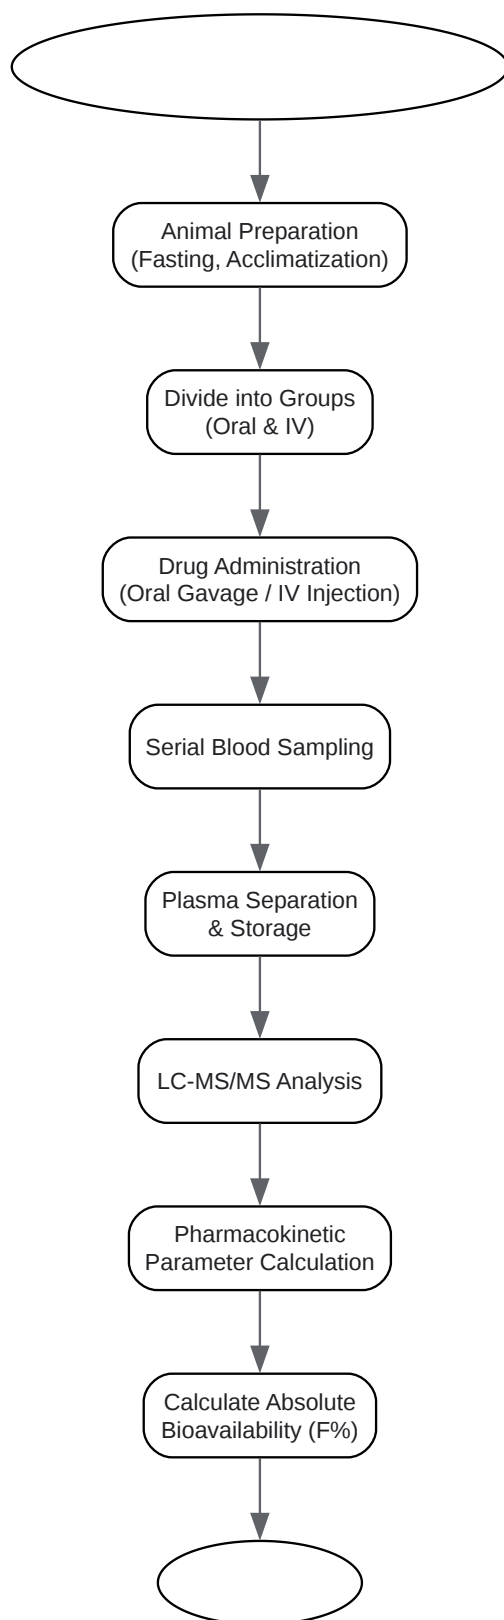 Animal Preparation
(Fasting, Acclimatization)
Divide into Groups
(Oral & IV)
Drug Administration
(Oral Gavage / IV Injection)
Serial Blood Sampling
Plasma Separation
& Storage
LC-MS/MS Analysis
Pharmacokinetic
Parameter Calculation
Calculate Absolute
Bioavailability (F%)